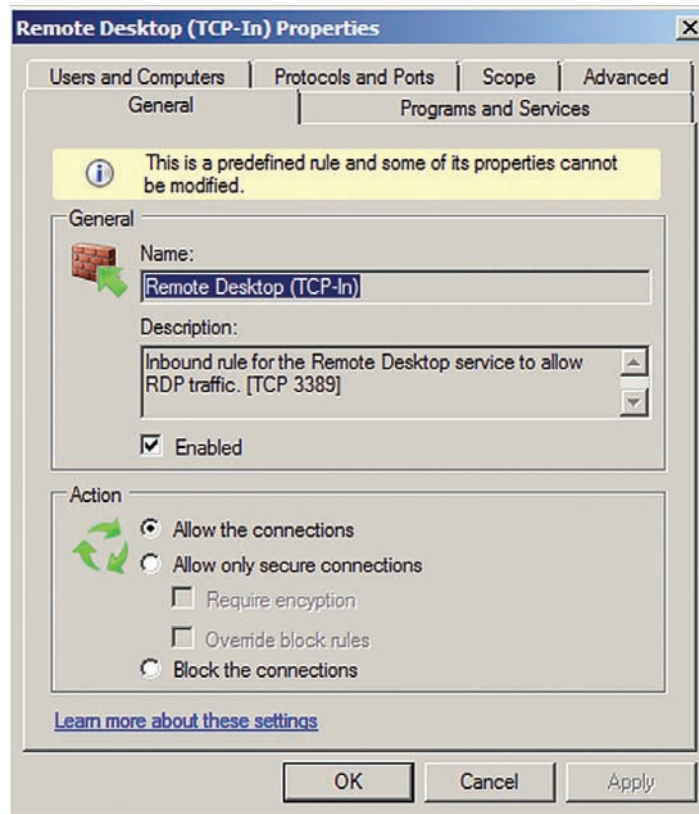 Remote Desktop (TCP-In) Properties
Users and Computers
Protocols and Ports
Scope
Advanced
General
Programs and Services
This is a predefined rule and some of its properties cannot
be modified.
General
Name:
Remote Desktop (TCP-In)
Description:
Inbound rule for the Remote Desktop service to allow
RDP traffic. [TCP 3389]
Enabled
Action
Allow the connections
Allow only secure connections
Require encyption
Override block rules
Block the connections
Learn more about these settings
OK
Cancel
Apply